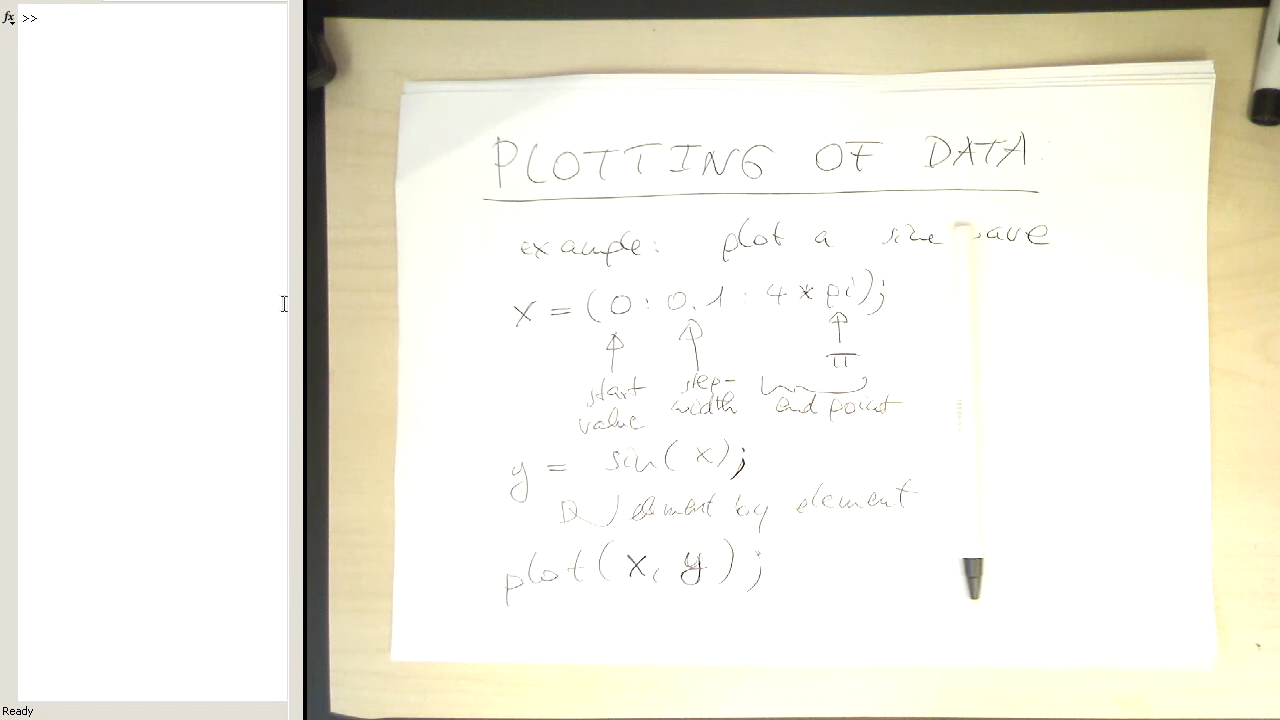 fx >>
PLOTTING OF DATA:
example: plot a sine wave
x = (0 : 0.1 : 4 * pi);
π
start step-
value width end point
y = sin(x);
element by element
plot(x, y);
Ready